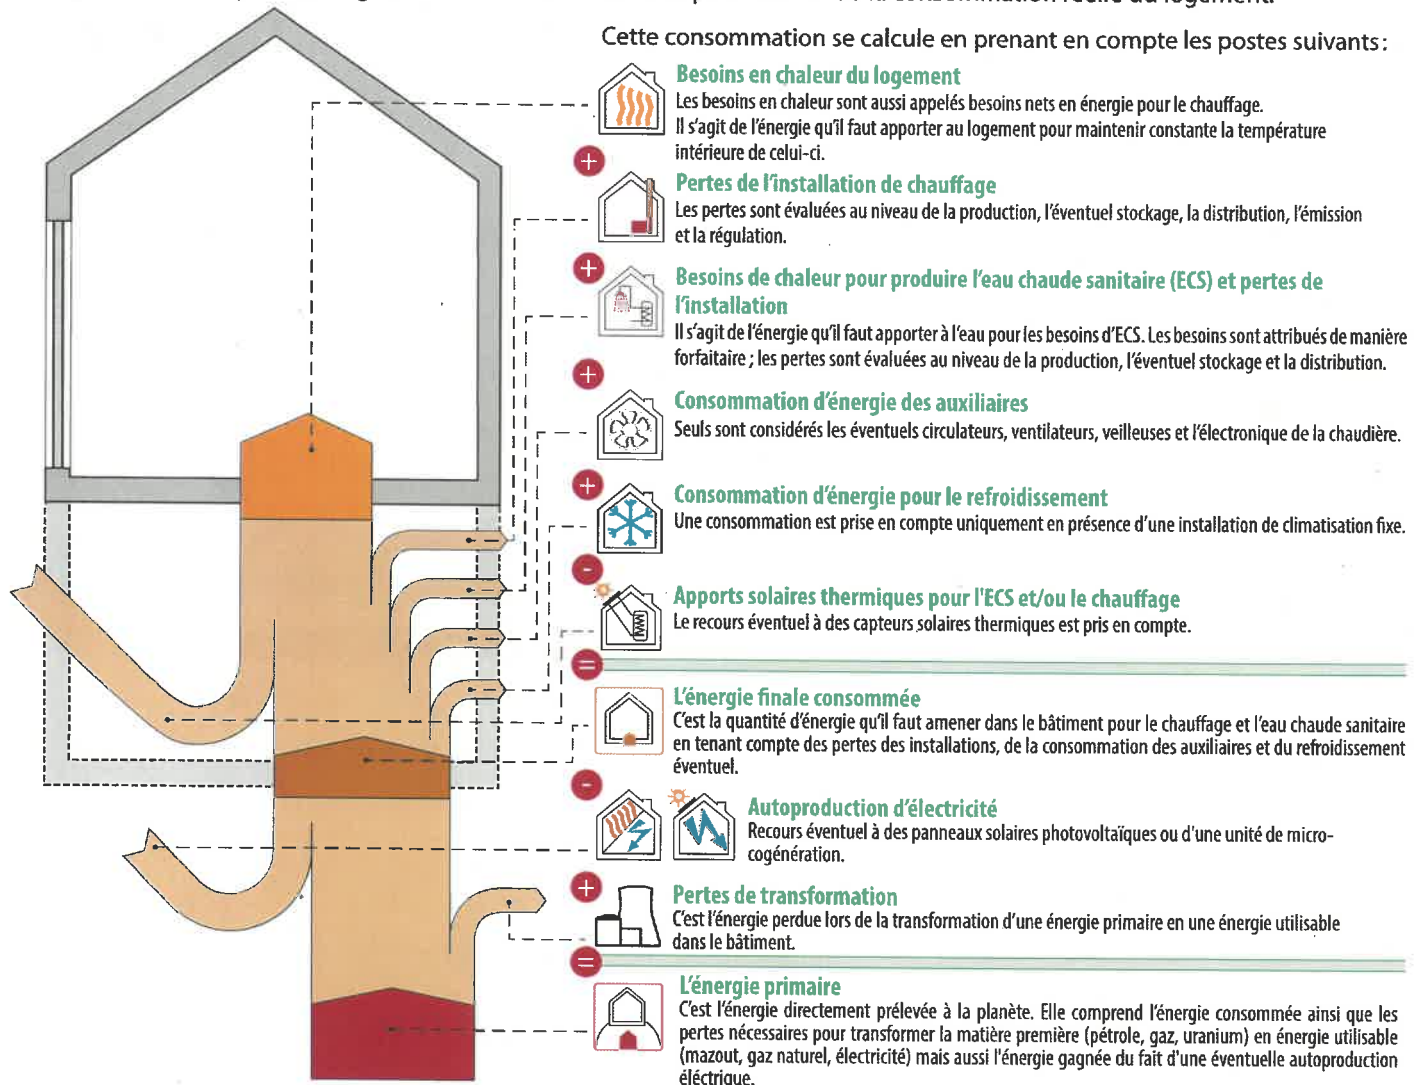 consommation réelle du logement.
Cette consommation se calcule en prenant en compte les postes suivants :
Besoins en chaleur du logement
Les besoins en chaleur sont aussi appelés besoins nets en énergie pour le chauffage.
Il s'agit de l'énergie qu'il faut apporter au logement pour maintenir constante la température
intérieure de celui-ci.
+
Pertes de l'installation de chauffage
Les pertes sont évaluées au niveau de la production, l'éventuel stockage, la distribution, l'émission
et la régulation.
+
Besoins de chaleur pour produire l'eau chaude sanitaire (ECS) et pertes de
l'installation
Il s'agit de l'énergie qu'il faut apporter à l'eau pour les besoins d'ECS. Les besoins sont attribués de manière
forfaitaire ; les pertes sont évaluées au niveau de la production, l'éventuel stockage et la distribution.
+
Consommation d'énergie des auxiliaires
Seuls sont considérés les éventuels circulateurs, ventilateurs, veilleuses et l'électronique de la chaudière.
+
Consommation d'énergie pour le refroidissement
Une consommation est prise en compte uniquement en présence d'une installation de climatisation fixe.
-
Apports solaires thermiques pour l'ECS et/ou le chauffage
Le recours éventuel à des capteurs solaires thermiques est pris en compte.
=
L'énergie finale consommée
C'est la quantité d'énergie qu'il faut amener dans le bâtiment pour le chauffage et l'eau chaude sanitaire
en tenant compte des pertes des installations, de la consommation des auxiliaires et du refroidissement
éventuel.
-
Autoproduction d'électricité
Recours éventuel à des panneaux solaires photovoltaïques ou d'une unité de micro-
cogénération.
+
Pertes de transformation
C'est l'énergie perdue lors de la transformation d'une énergie primaire en une énergie utilisable
dans le bâtiment.
=
L'énergie primaire
C'est l'énergie directement prélevée à la planète. Elle comprend l'énergie consommée ainsi que les
pertes nécessaires pour transformer la matière première (pétrole, gaz, uranium) en énergie utilisable
(mazout, gaz naturel, électricité) mais aussi l'énergie gagnée du fait d'une éventuelle autoproduction
éléctrique.